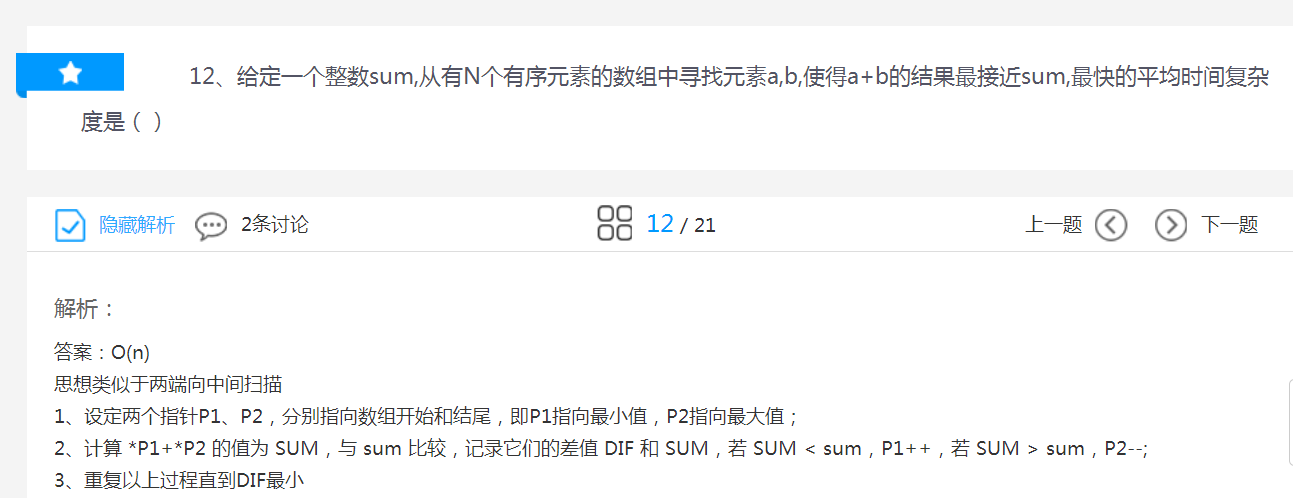 12、给定一个整数sum,从有N个有序元素的数组中寻找元素a,b,使得a+b的结果最接近sum,最快的平均时间复杂
度是（ ）
隐藏解析 2条讨论 12 / 21 上一题 下一题
解析：
答案：O(n)
思想类似于两端向中间扫描
1、设定两个指针P1、P2，分别指向数组开始和结尾，即P1指向最小值，P2指向最大值；
2、计算 *P1+*P2 的值为 SUM，与 sum 比较，记录它们的差值 DIF 和 SUM，若 SUM < sum，P1++，若 SUM > sum，P2--;
3、重复以上过程直到DIF最小